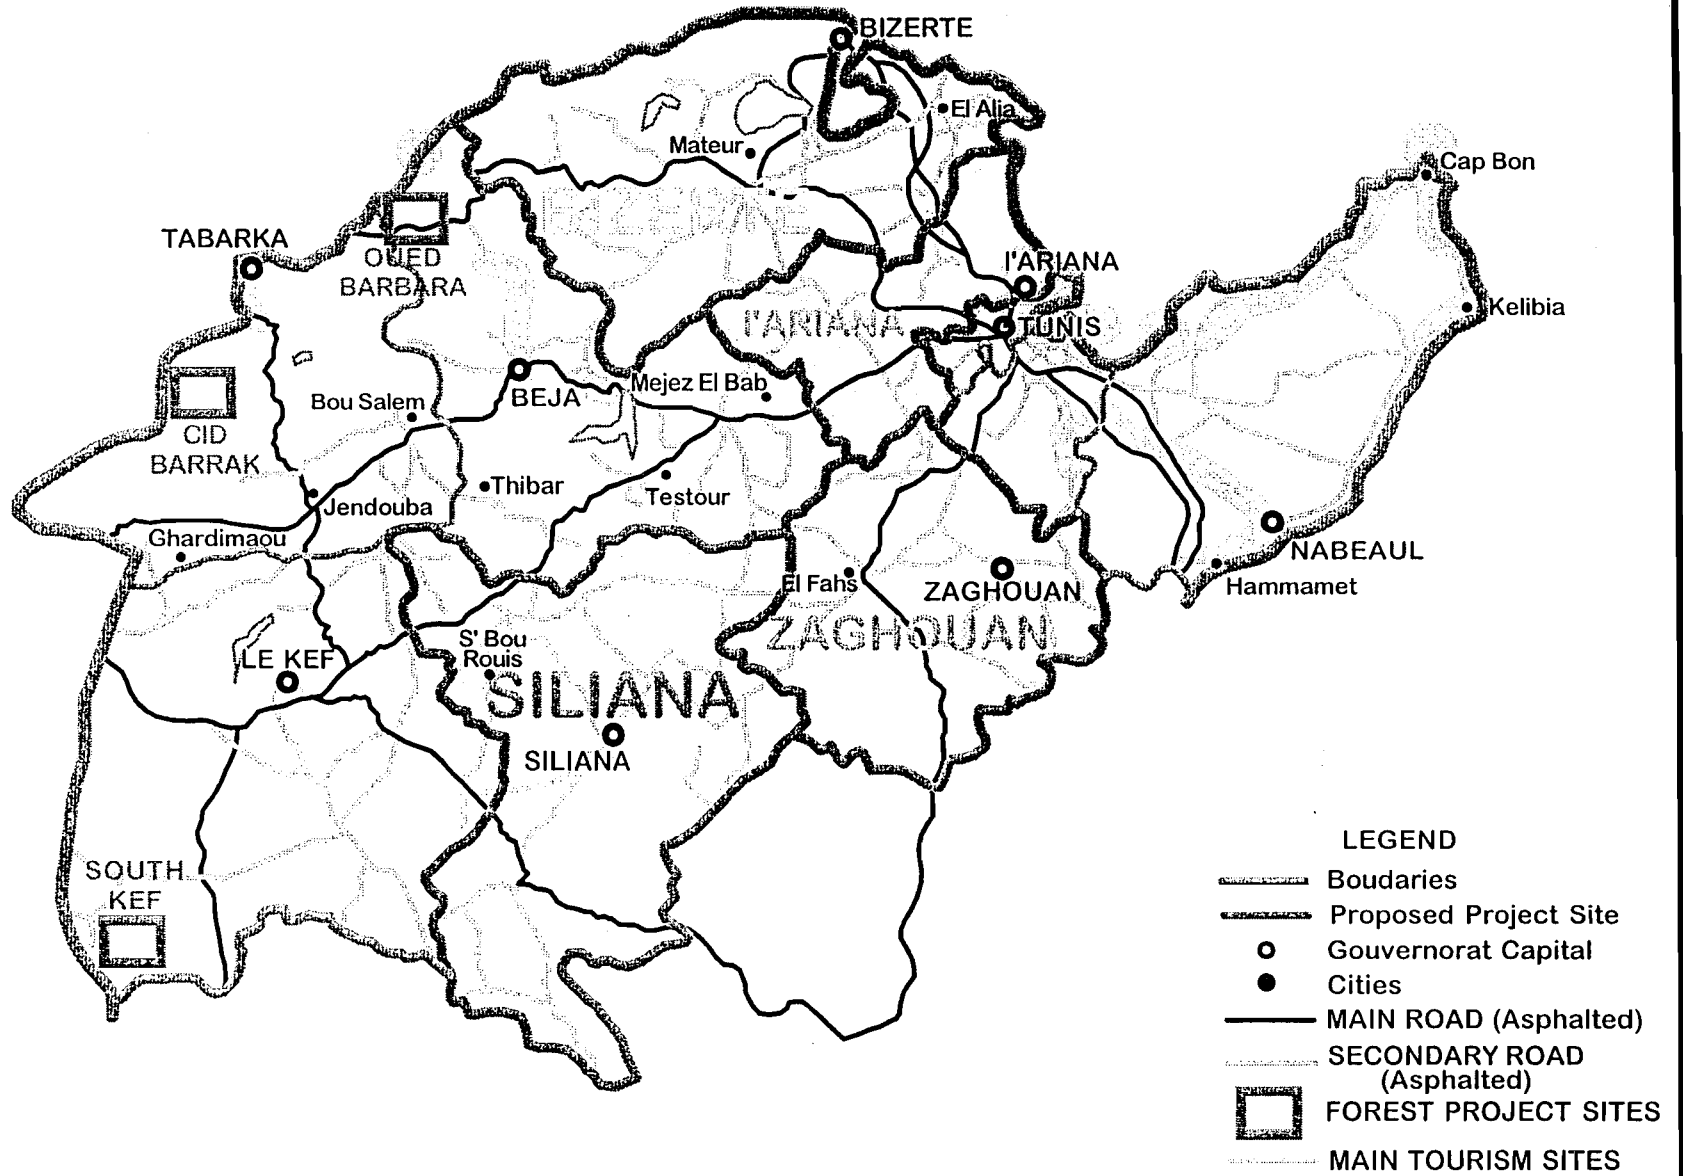 BIZERTE
El Alia
Mateur
Cap Bon
BIZERTE
TABARKA
OUED
BARBARA
l'ARIANA
Kelibia
l'ARIANA
TUNIS
Mejez El Bab
BEJA
Bou Salem
CID
BARRAK
Thibar
Testour
Jendouba
Ghardimaou
NABEAUL
El Fahs
ZAGHOUAN
Hammamet
ZAGHOUAN
S' Bou
Rouis
LE KEF
SILIANA
SILIANA
SOUTH
KEF
LEGEND
Boudaries
Proposed Project Site
Gouvernorat Capital
Cities
MAIN ROAD (Asphalted)
SECONDARY ROAD
(Asphalted)
FOREST PROJECT SITES
MAIN TOURISM SITES